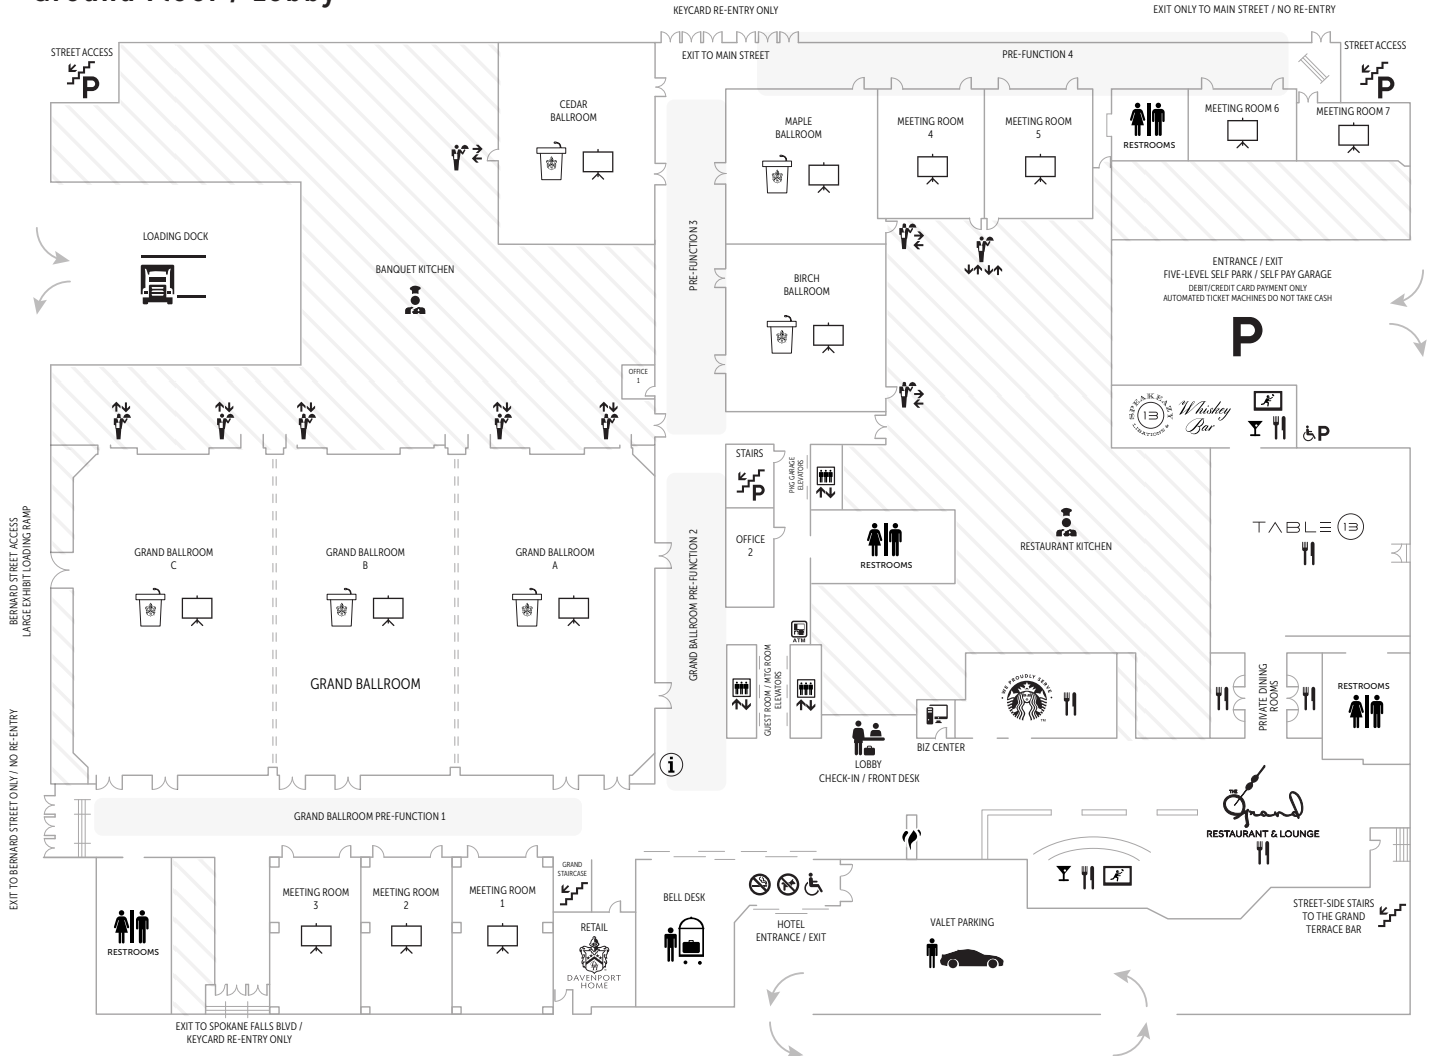 Ground Floor / Lobby
KEYCARD RE-ENTRY ONLY
EXIT ONLY TO MAIN STREET / NO RE-ENTRY
STREET ACCESS
P
EXIT TO MAIN STREET
PRE-FUNCTION 4
STREET ACCESS
P
CEDAR
BALLROOM
MAPLE
BALLROOM
MEETING ROOM
4
MEETING ROOM
5
RESTROOMS
MEETING ROOM 6
MEETING ROOM 7
LOADING DOCK
BANQUET KITCHEN
PRE-FUNCTION 3
BIRCH
BALLROOM
ENTRANCE / EXIT
FIVE-LEVEL SELF PARK / SELF PAY GARAGE
DEBIT/CREDIT CARD PAYMENT ONLY
AUTOMATED TICKET MACHINES DO NOT TAKE CASH
P
OFFICE
1
SPEAKEAZY
13
LIBATIONS &
Whiskey
Bar
P
STAIRS
P
PKG GARAGE
ELEVATORS
BERNARD STREET ACCESS
LARGE EXHIBIT LOADING RAMP
GRAND BALLROOM
C
GRAND BALLROOM
B
GRAND BALLROOM
A
GRAND BALLROOM PRE-FUNCTION 2
OFFICE
2
RESTROOMS
RESTAURANT KITCHEN
TABLE 13
ATM
GRAND BALLROOM
GUEST ROOM / MTG ROOM
ELEVATORS
WE PROUDLY SERVE
TM
PRIVATE DINING
ROOMS
RESTROOMS
EXIT TO BERNARD STREET ONLY / NO RE-ENTRY
i
BIZ CENTER
LOBBY
CHECK-IN / FRONT DESK
GRAND BALLROOM PRE-FUNCTION 1
THE
Grand
RESTAURANT & LOUNGE
MEETING ROOM
3
MEETING ROOM
2
MEETING ROOM
1
GRAND
STAIRCASE
RETAIL
DAVENPORT
HOME
BELL DESK
HOTEL
ENTRANCE / EXIT
VALET PARKING
STREET-SIDE STAIRS
TO THE GRAND
TERRACE BAR
RESTROOMS
EXIT TO SPOKANE FALLS BLVD /
KEYCARD RE-ENTRY ONLY